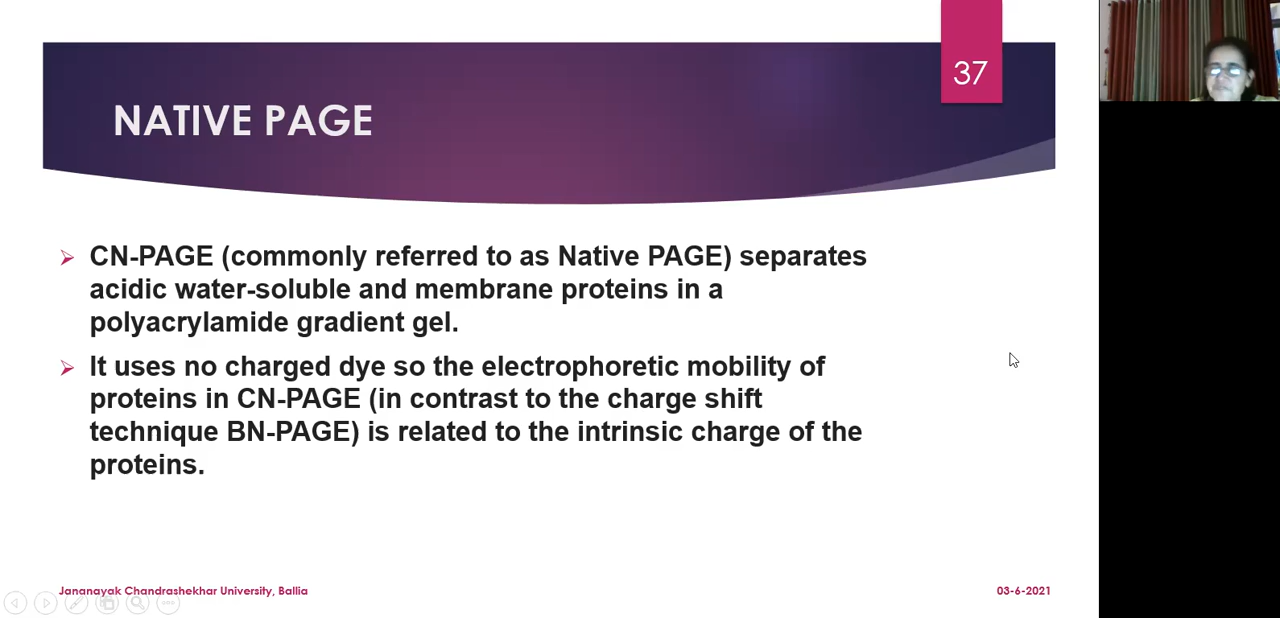 37
NATIVE PAGE
CN-PAGE (commonly referred to as Native PAGE) separates
acidic water-soluble and membrane proteins in a
polyacrylamide gradient gel.
It uses no charged dye so the electrophoretic mobility of
proteins in CN-PAGE (in contrast to the charge shift
technique BN-PAGE) is related to the intrinsic charge of the
proteins.
Jananayak Chandrashekhar University, Ballia
03-6-2021